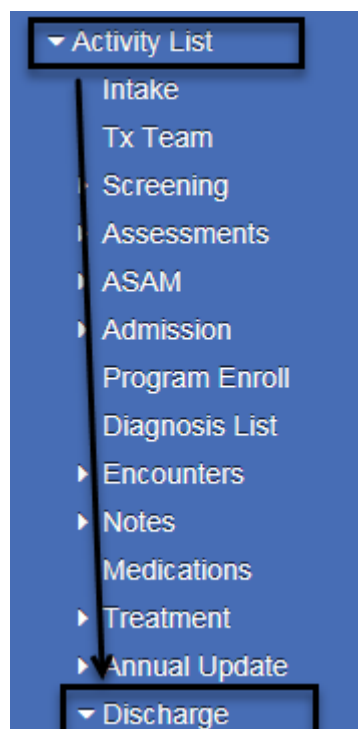 Activity List
Intake
Tx Team
Screening
Assessments
ASAM
Admission
Program Enroll
Diagnosis List
Encounters
Notes
Medications
Treatment
Annual Update
Discharge